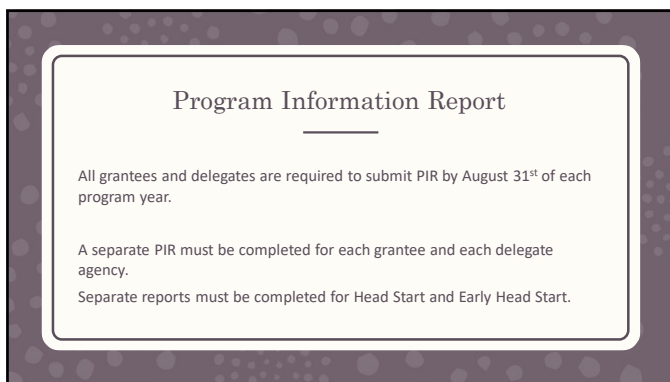 Program Information Report
All grantees and delegates are required to submit PIR by August 31st of each
program year.
A separate PIR must be completed for each grantee and each delegate
agency.
Separate reports must be completed for Head Start and Early Head Start.